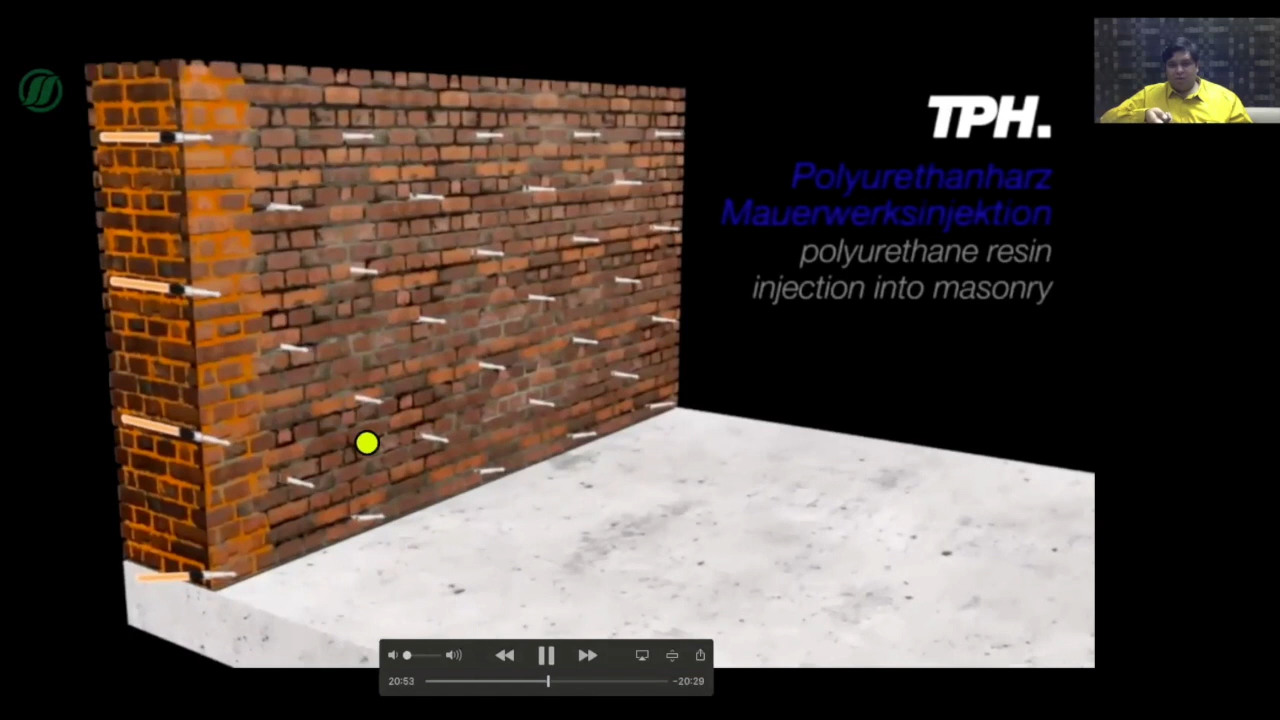 TPH.
Polyurethanharz
Mauerwerksinjektion
polyurethane resin
injection into masonry
20:53
-20:29